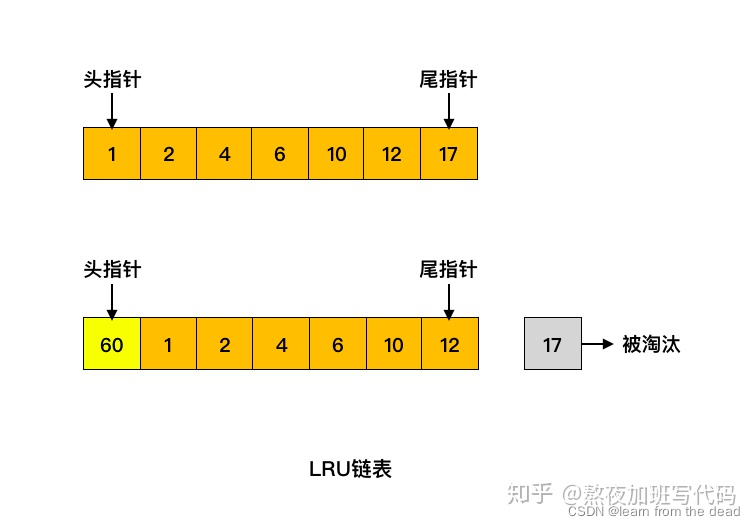 头指针 尾指针
1 2 4 6 10 12 17
头指针 尾指针
60 1 2 4 6 10 12 17 被淘汰
LRU链表
知乎 @熬夜加班写代码
CSDN @learn from the dead